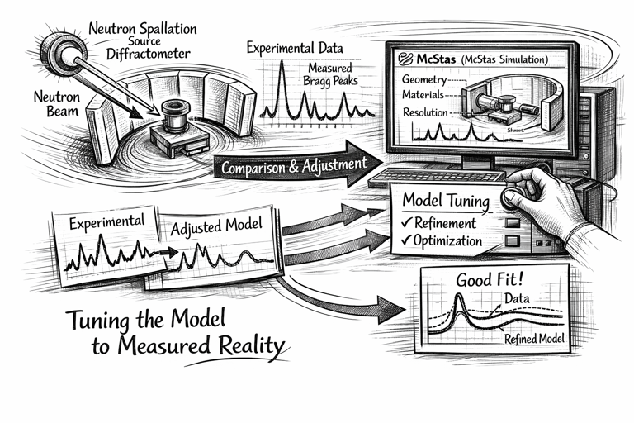 Neutron Spallation
Source
Diffractometer
Neutron
Beam
Experimental Data
Measured
Bragg Peaks
McStas (McStas Simulation)
Geometry
Materials
Resolution
Comparison & Adjustment
Model Tuning
✓ Refinement
✓ Optimization
Experimental
Adjusted Model
Good Fit!
Data
Refined Model
Tuning the Model
to Measured Reality